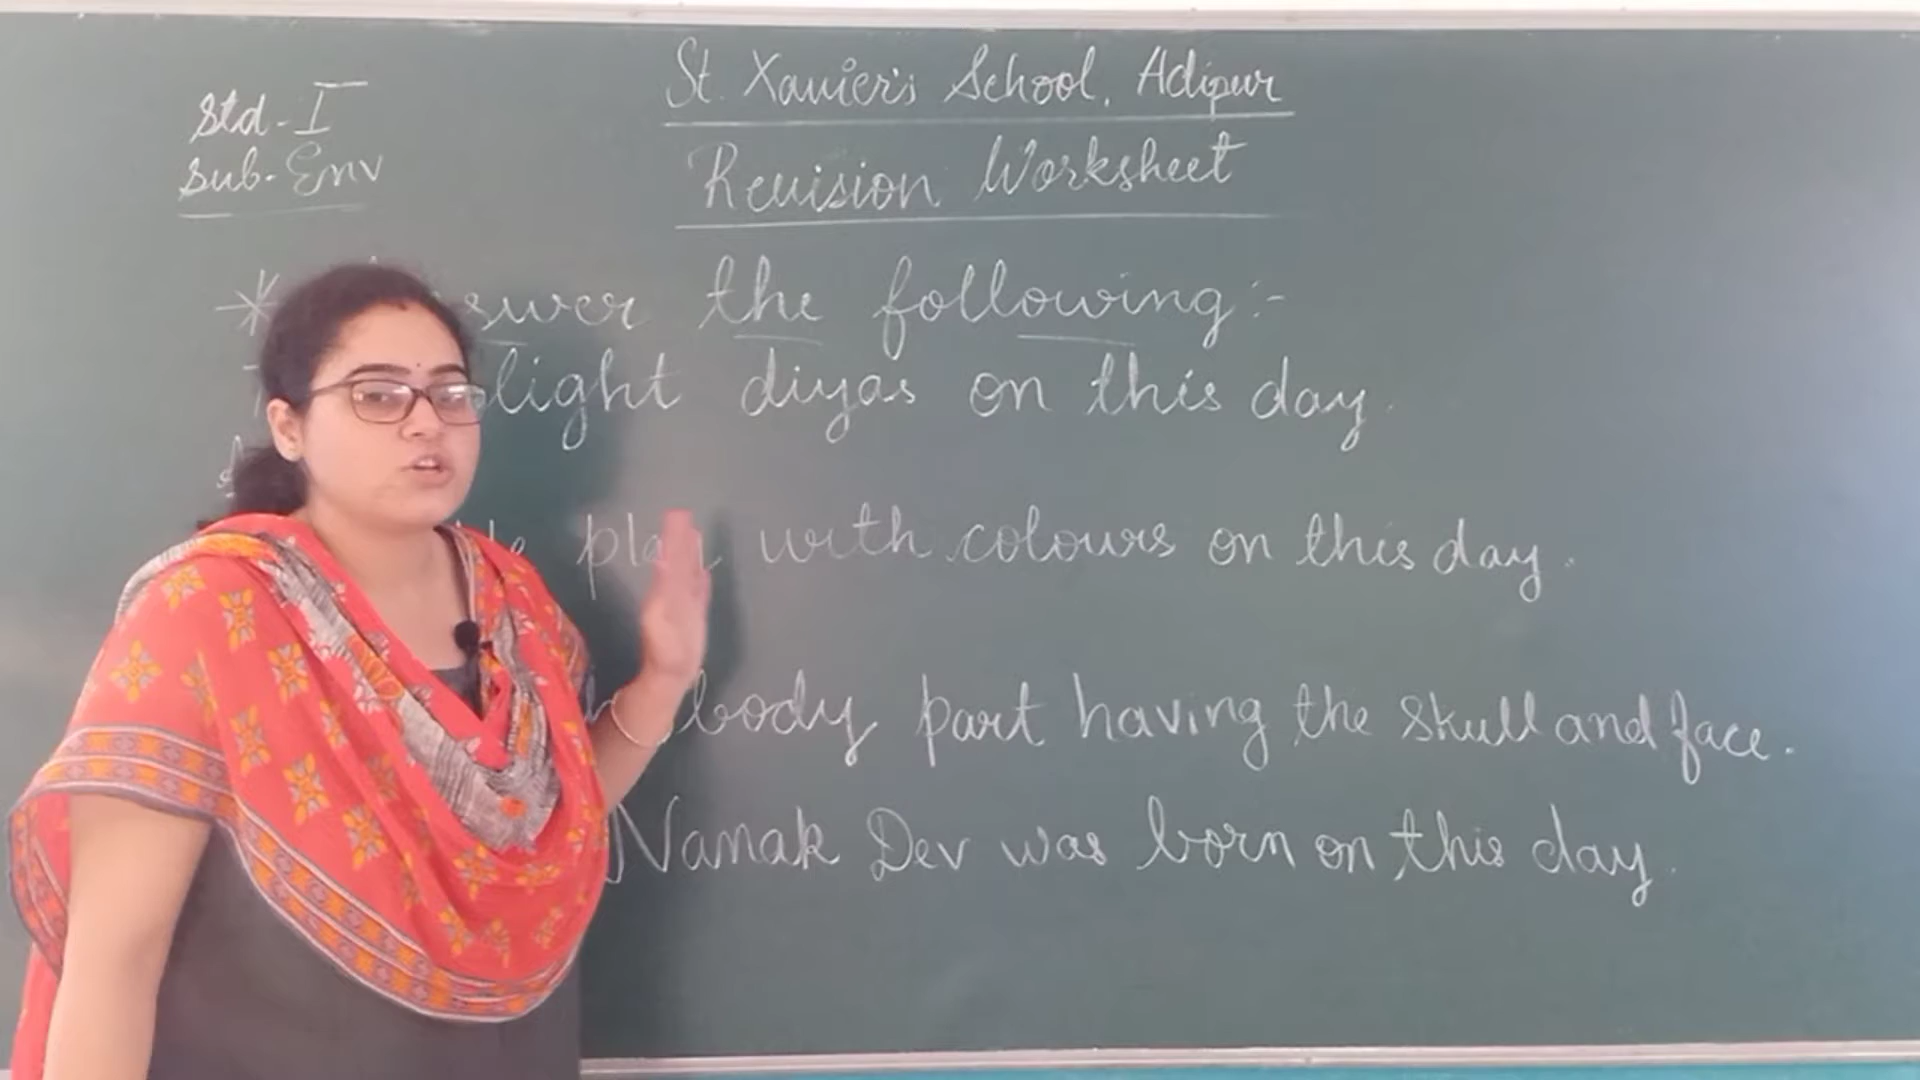 Std - I
Sub - Env
St. Xavier's School, Adipur
Revision Worksheet
the following :-
light diyas on this day.
with colours on this day.
body part having the skull and face.
Nanak Dev was born on this day.